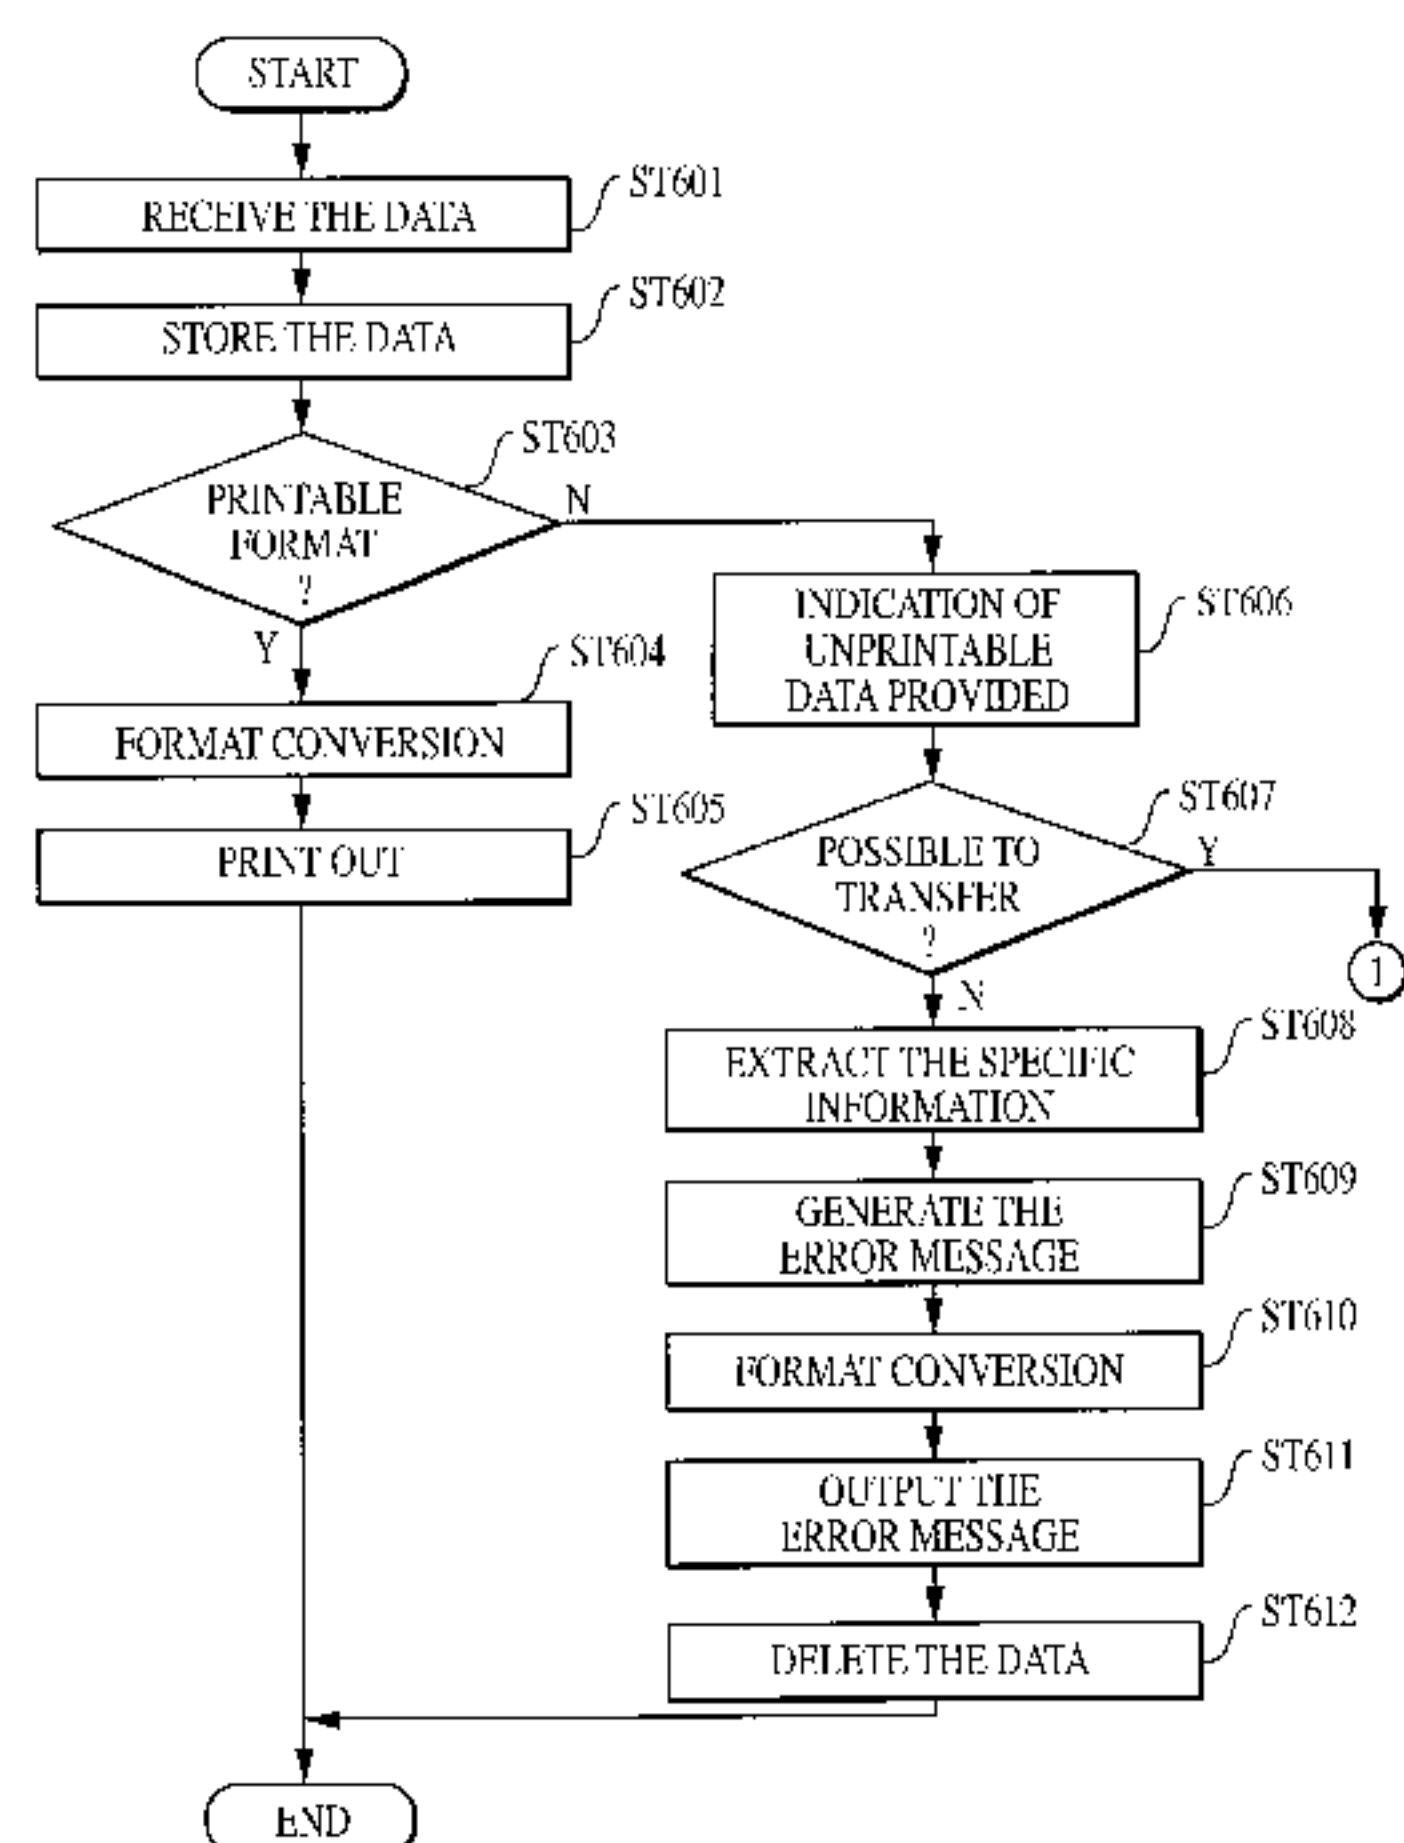 START
RECEIVE THE DATA
ST601
STORE THE DATA
ST602
PRINTABLE
FORMAT
?
ST603
N
Y
FORMAT CONVERSION
ST604
PRINT OUT
ST605
INDICATION OF
UNPRINTABLE
DATA PROVIDED
ST606
POSSIBLE TO
TRANSFER
?
ST607
Y
1
N
EXTRACT THE SPECIFIC
INFORMATION
ST608
GENERATE THE
ERROR MESSAGE
ST609
FORMAT CONVERSION
ST610
OUTPUT THE
ERROR MESSAGE
ST611
DELETE THE DATA
ST612
END